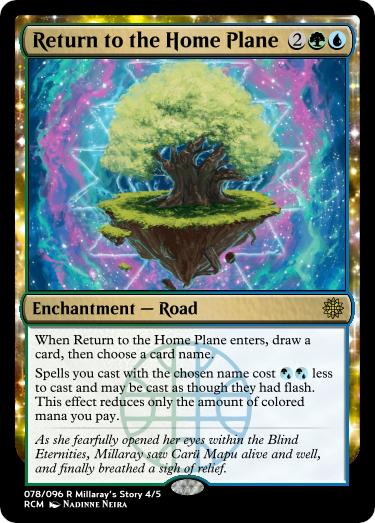 Return to the Home Plane 2
Enchantment — Road
When Return to the Home Plane enters, draw a
card, then choose a card name.
Spells you cast with the chosen name cost less
to cast and may be cast as though they had flash.
This effect reduces only the amount of colored
mana you pay.
As she fearfully opened her eyes within the Blind
Eternities, Millaray saw Carü Mapu alive and well,
and finally breathed a sigh of relief.
078/096 R Millaray's Story 4/5
RCM Nadinne Neira